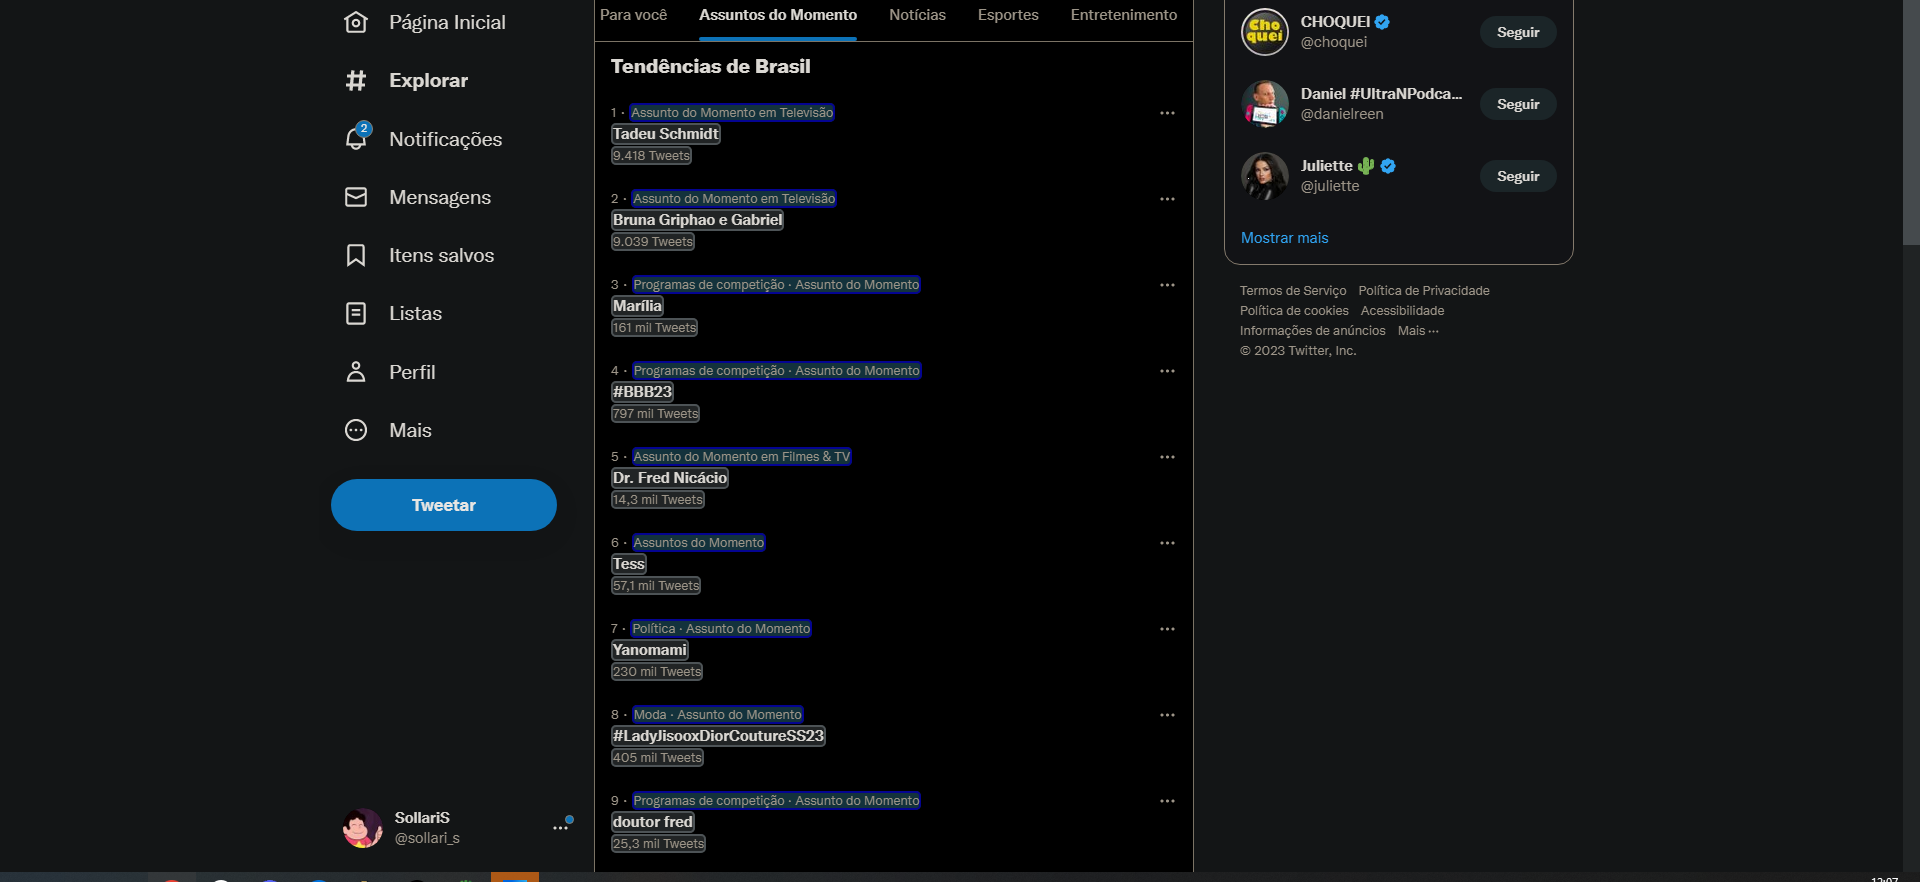 Página Inicial
Explorar
2
Notificações
Mensagens
Itens salvos
Listas
Perfil
Mais
Tweetar
SollariS
@sollari_s
Para você Assuntos do Momento Notícias Esportes Entretenimento
Tendências de Brasil
1 · Assunto do Momento em Televisão
Tadeu Schmidt
9.418 Tweets
2 · Assunto do Momento em Televisão
Bruna Griphao e Gabriel
9.039 Tweets
3 · Programas de competição · Assunto do Momento
Marília
161 mil Tweets
4 · Programas de competição · Assunto do Momento
#BBB23
797 mil Tweets
5 · Assunto do Momento em Filmes & TV
Dr. Fred Nicácio
14,3 mil Tweets
6 · Assuntos do Momento
Tess
57,1 mil Tweets
7 · Política · Assunto do Momento
Yanomami
230 mil Tweets
8 · Moda · Assunto do Momento
#LadyJisooxDiorCoutureSS23
405 mil Tweets
9 · Programas de competição · Assunto do Momento
doutor fred
25,3 mil Tweets
Cho
quei
CHOQUEI
@choquei
Seguir
Daniel #UltraNPodca...
@danielreen
Seguir
Juliette
@juliette
Seguir
Mostrar mais
Termos de Serviço Política de Privacidade
Política de cookies Acessibilidade
Informações de anúncios Mais ···
© 2023 Twitter, Inc.